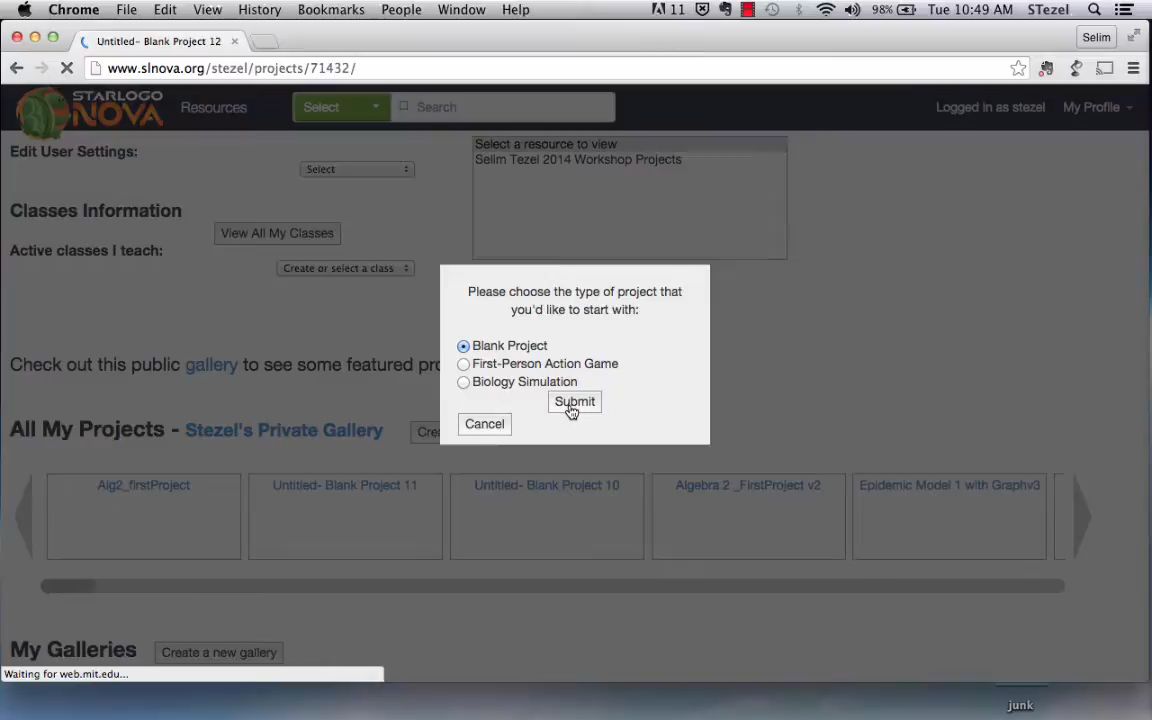 Chrome File Edit View History Bookmarks People Window Help 11 98% Tue 10:49 AM STezel
Untitled- Blank Project 12 Selim
www.slnova.org/stezel/projects/71432/
STARLOGO NOVA Resources Select Search Logged in as stezel My Profile
Edit User Settings:
Select
Select a resource to view
Selim Tezel 2014 Workshop Projects
Classes Information
View All My Classes
Active classes I teach:
Create or select a class
Please choose the type of project that
you'd like to start with:
Blank Project
First-Person Action Game
Biology Simulation
Submit
Cancel
Check out this public gallery to see some featured pro
All My Projects - Stezel's Private Gallery Cre
Alg2_firstProject Untitled- Blank Project 11 Untitled- Blank Project 10 Algebra 2 _FirstProject v2 Epidemic Model 1 with Graphv3
My Galleries Create a new gallery
Waiting for web.mit.edu...
junk